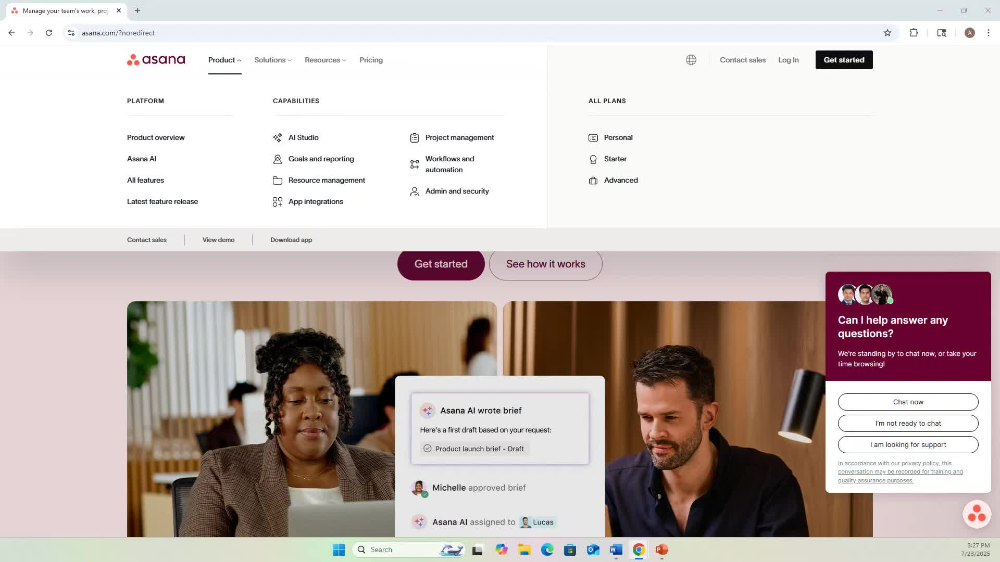 Manage your team's work, proj
asana.com/?noredirect
A
asana
Product
Solutions
Resources
Pricing
Contact sales
Log In
Get started
PLATFORM
Product overview
Asana AI
All features
Latest feature release
CAPABILITIES
AI Studio
Goals and reporting
Resource management
App integrations
Project management
Workflows and
automation
Admin and security
ALL PLANS
Personal
Starter
Advanced
Contact sales
View demo
Download app
Get started
See how it works
Asana AI wrote brief
Here's a first draft based on your request:
Product launch brief - Draft
Michelle approved brief
Asana AI assigned to Lucas
Can I help answer any
questions?
We're standing by to chat now, or take your
time browsing!
Chat now
I'm not ready to chat
I am looking for support
In accordance with our privacy policy, this
conversation may be recorded for training and
quality assurance purposes.
Search
3:27 PM
7/23/2025